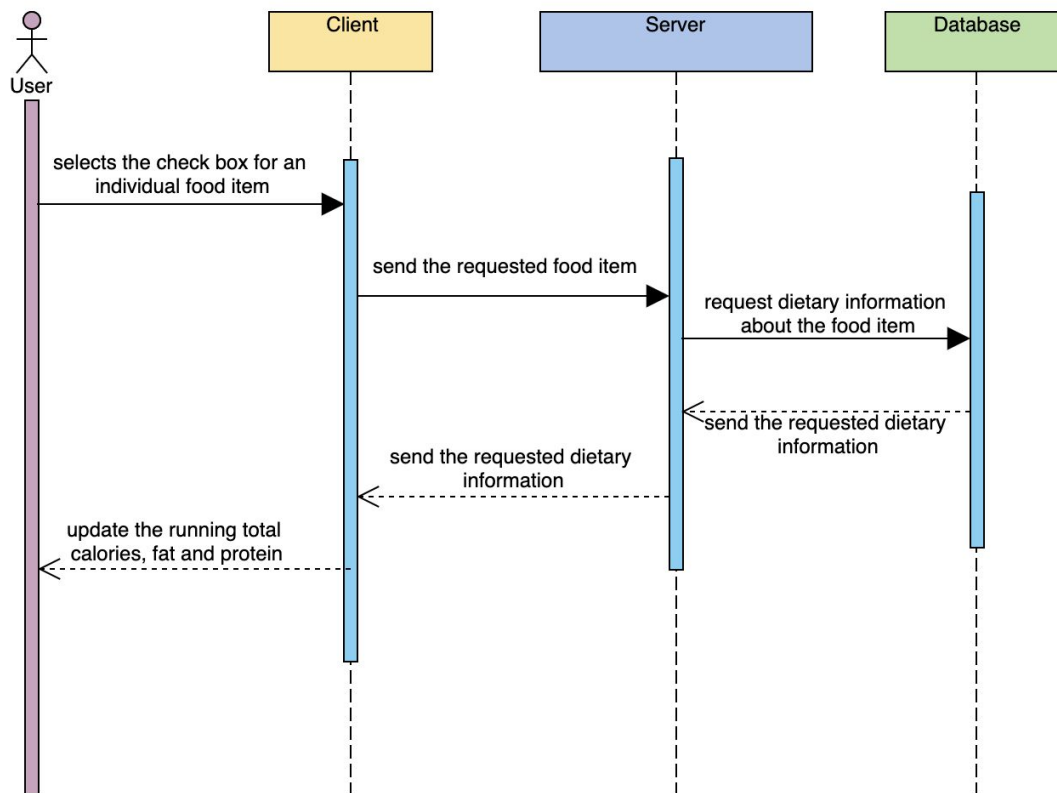 Client
Server
Database
User
selects the check box for an
individual food item
send the requested food item
request dietary information
about the food item
send the requested dietary
information
send the requested dietary
information
update the running total
calories, fat and protein